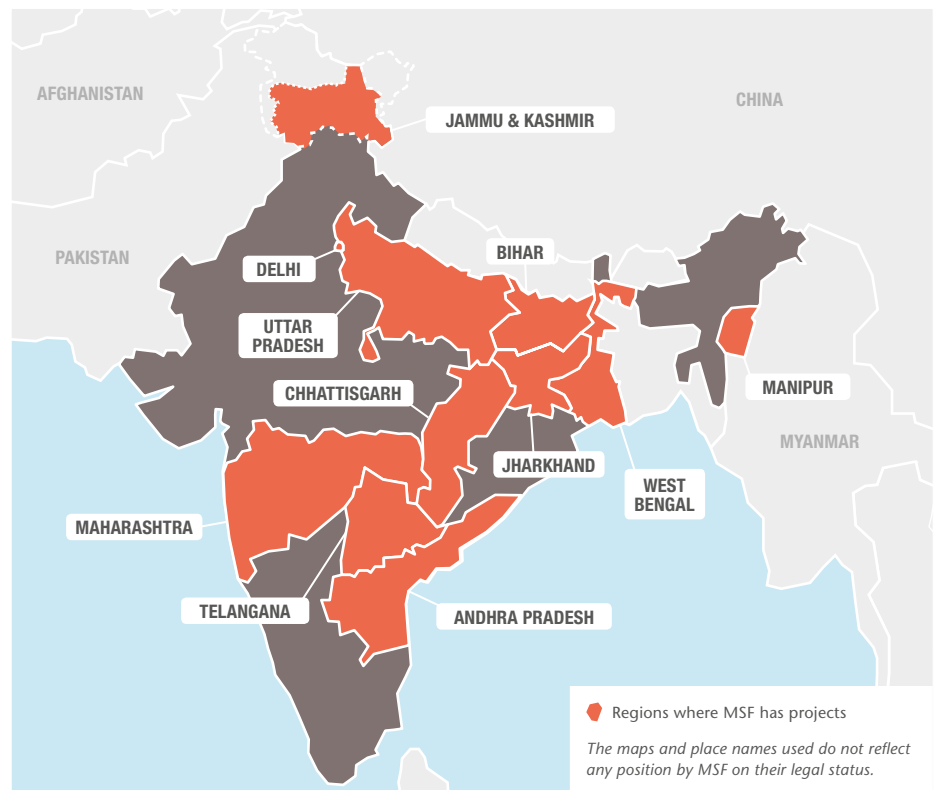 AFGHANISTAN
CHINA
JAMMU & KASHMIR
PAKISTAN
BIHAR
DELHI
UTTAR
PRADESH
CHHATTISGARH
MANIPUR
MYANMAR
JHARKHAND
WEST
BENGAL
MAHARASHTRA
TELANGANA
ANDHRA PRADESH
Regions where MSF has projects
The maps and place names used do not reflect
any position by MSF on their legal status.